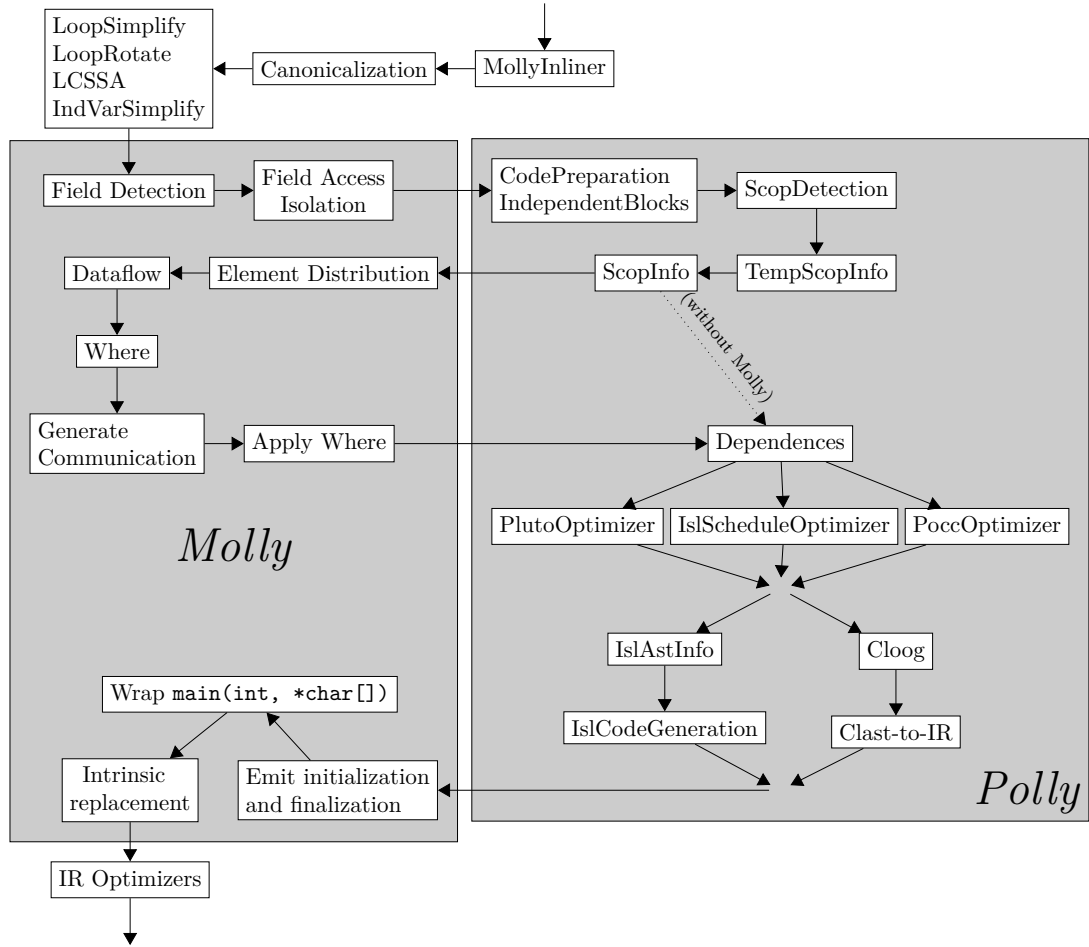 LoopSimplify
LoopRotate
LCSSA
IndVarSimplify
Canonicalization
MollyInliner
Field Detection
Field Access
Isolation
CodePreparation
IndependentBlocks
ScopDetection
Dataflow
Element Distribution
ScopInfo
TempScopInfo
(without Molly)
Where
Generate
Communication
Apply Where
Dependences
PlutoOptimizer
IslScheduleOptimizer
PoccOptimizer
Molly
IslAstInfo
Cloog
Wrap main(int, *char[])
IslCodeGeneration
Clast-to-IR
Intrinsic
replacement
Emit initialization
and finalization
Polly
IR Optimizers